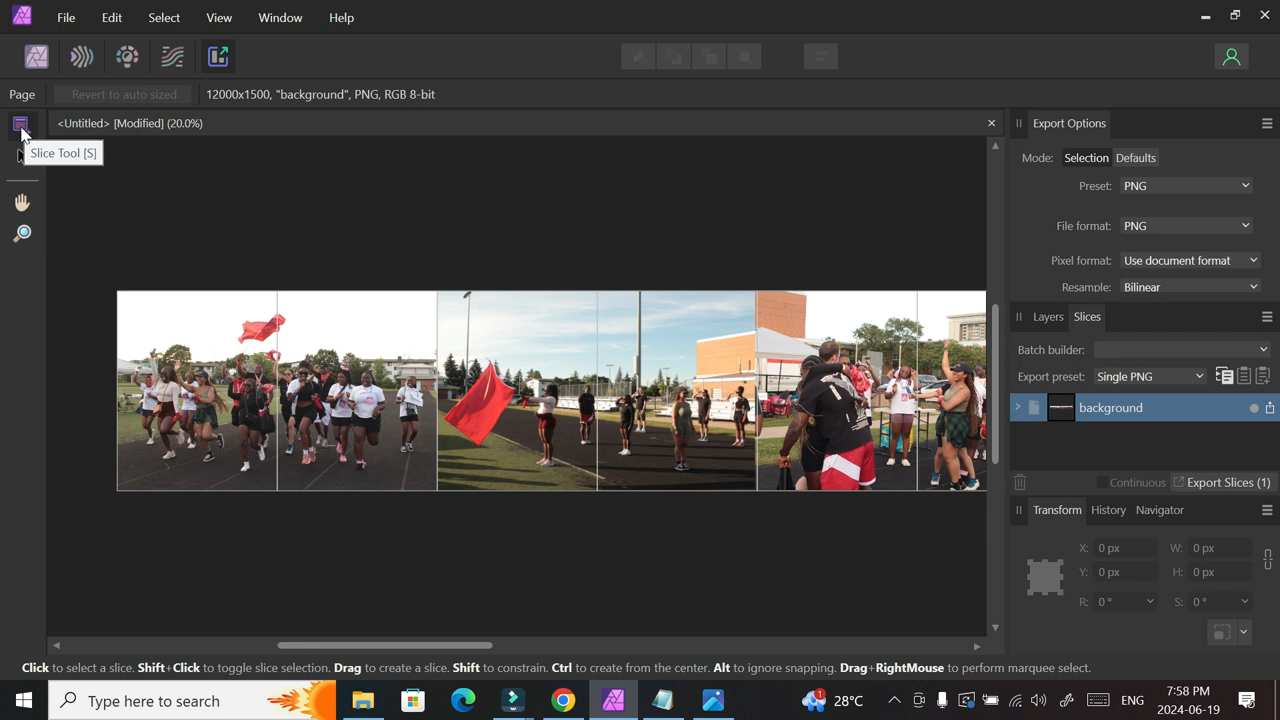 File Edit Select View Window Help
Page Revert to auto sized 12000x1500, "background", PNG, RGB 8-bit
<Untitled> [Modified] (20.0%)
Slice Tool [S]
Export Options
Mode: Selection Defaults
Preset: PNG
File format: PNG
Pixel format: Use document format
Resample: Bilinear
Layers Slices
Batch builder:
Export preset: Single PNG
background
Continuous Export Slices (1)
Transform History Navigator
X: 0 px W: 0 px
Y: 0 px H: 0 px
R: 0 ° S: 0 °
Click to select a slice. Shift+Click to toggle slice selection. Drag to create a slice. Shift to constrain. Ctrl to create from the center. Alt to ignore snapping. Drag+RightMouse to perform marquee select.
Type here to search
1
28°C
ENG
7:58 PM
2024-06-19